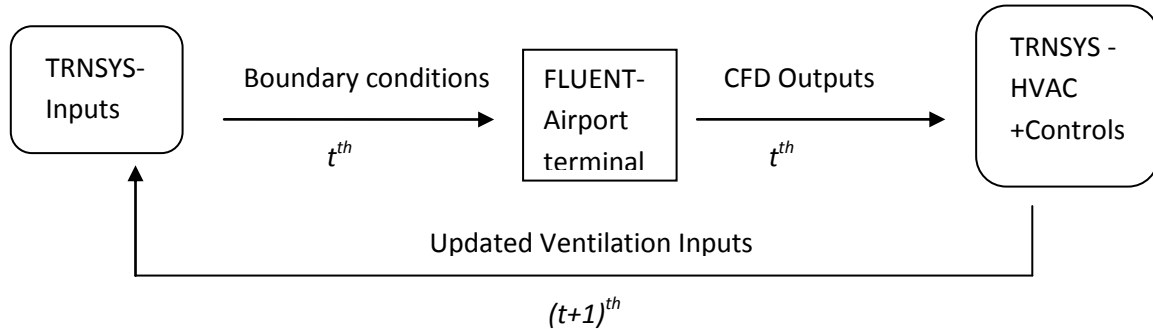 TRNSYS-
Inputs
Boundary conditions
t^th
FLUENT-
Airport
terminal
CFD Outputs
t^th
TRNSYS -
HVAC
+Controls
Updated Ventilation Inputs
(t+1)^th